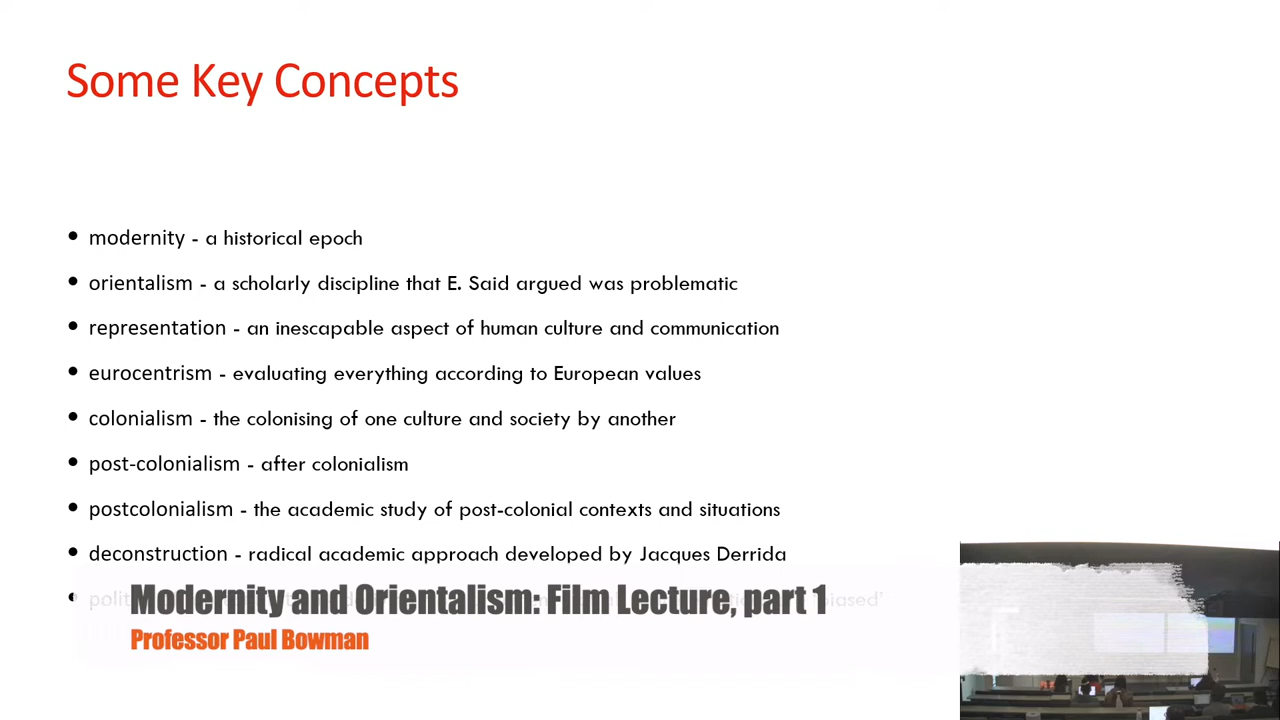 Some Key Concepts
• modernity - a historical epoch
• orientalism - a scholarly discipline that E. Said argued was problematic
• representation - an inescapable aspect of human culture and communication
• eurocentrism - evaluating everything according to European values
• colonialism - the colonising of one culture and society by another
• post-colonialism - after colonialism
• postcolonialism - the academic study of post-colonial contexts and situations
• deconstruction - radical academic approach developed by Jacques Derrida
• biased’
Modernity and Orientalism: Film Lecture, part 1
Professor Paul Bowman